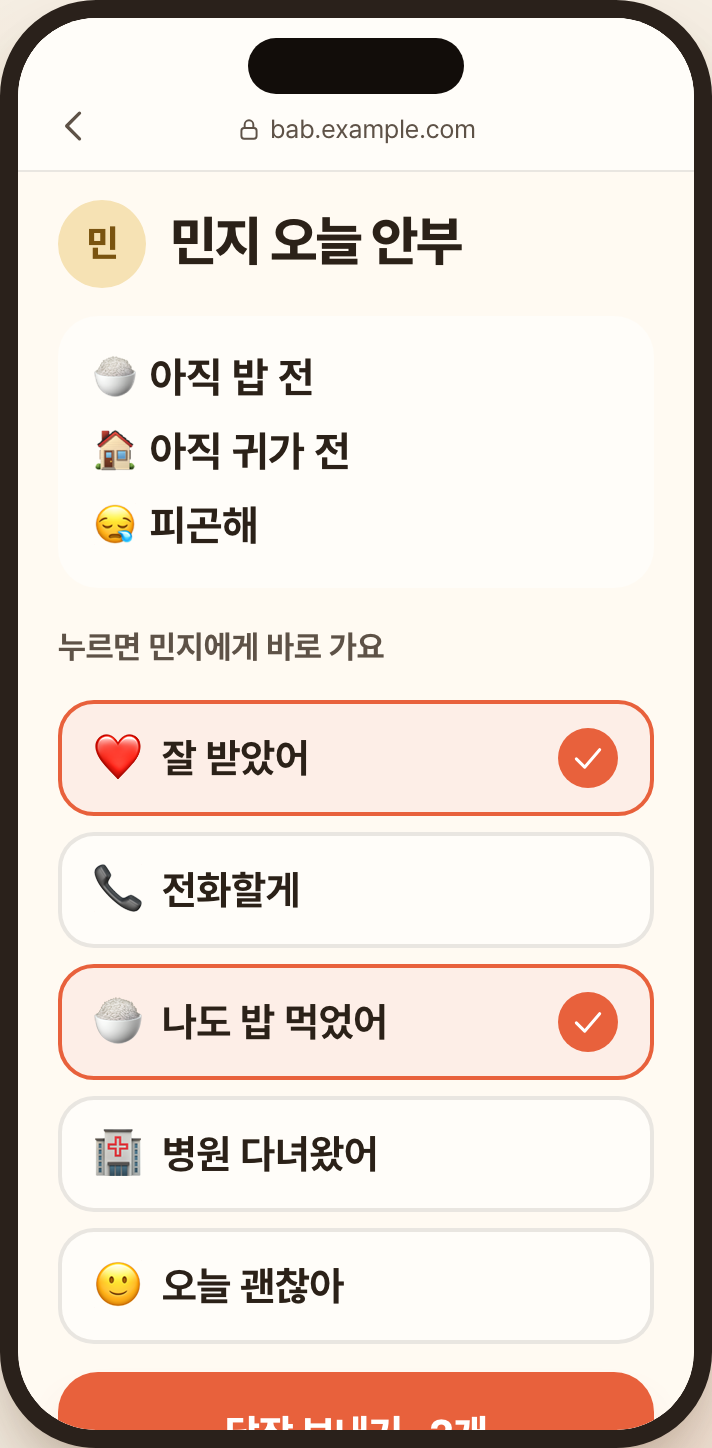 bab.example.com
민
민지 오늘 안부
아직 밥 전
아직 귀가 전
피곤해
누르면 민지에게 바로 가요
잘 받았어
전화할게
나도 밥 먹었어
병원 다녀왔어
오늘 괜찮아